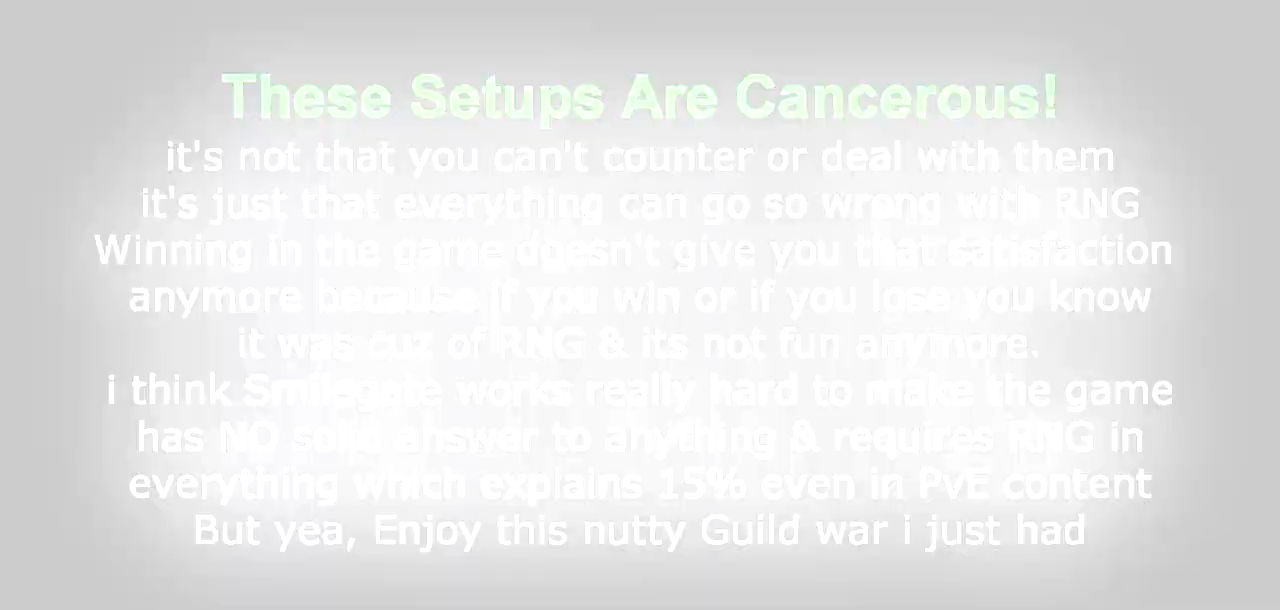 These Setups Are Cancerous!
it's not that you can't counter or deal with them
it's just that everything can go so wrong with RNG
Winning in the game doesn't give you that satisfaction
anymore because if you win or if you lose you know
it was cuz of RNG & its not fun anymore.
i think Smilegate works really hard to make the game
has NO solid answer to anything & requires RNG in
everything which explains 15% even in PvE content
But yea, Enjoy this nutty Guild war i just had